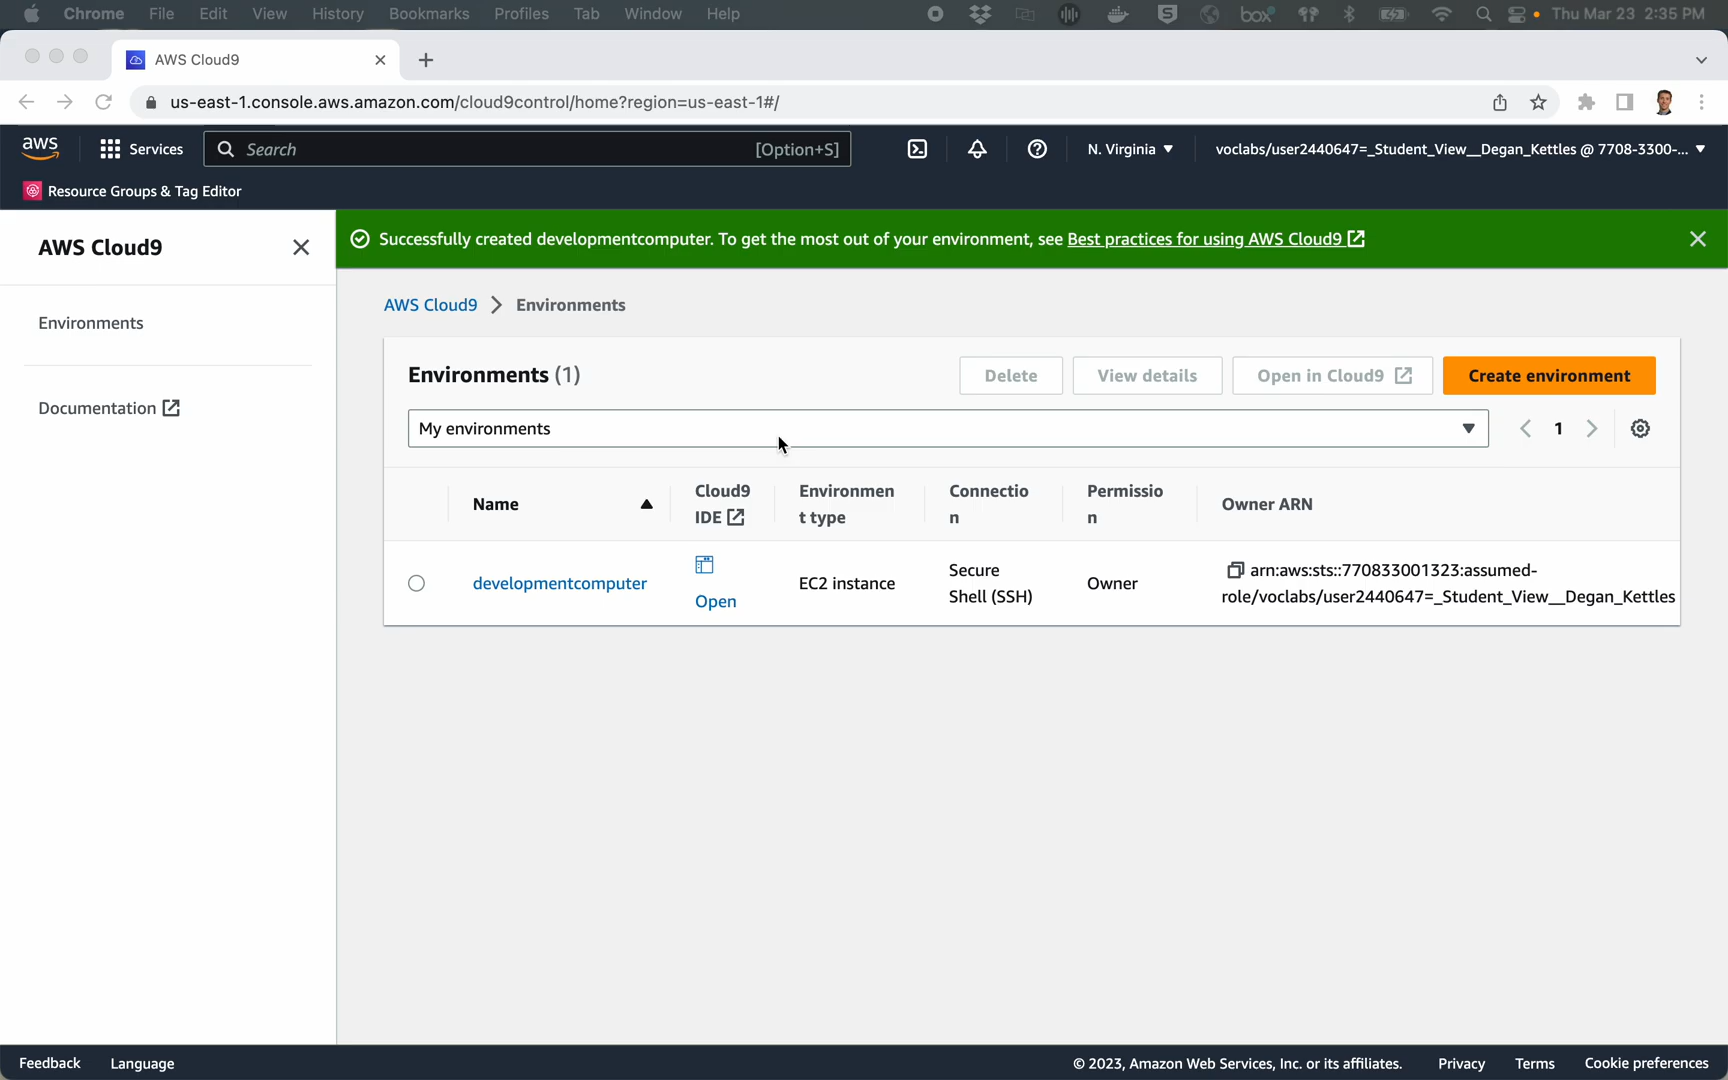 Chrome File Edit View History Bookmarks Profiles Tab Window Help box Thu Mar 23 2:35 PM
AWS Cloud9
us-east-1.console.aws.amazon.com/cloud9control/home?region=us-east-1#/
aws Services Search [Option+S] N. Virginia voclabs/user2440647=_Student_View__Degan_Kettles @ 7708-3300-...
Resource Groups & Tag Editor
AWS Cloud9
Environments
Documentation
Successfully created developmentcomputer. To get the most out of your environment, see Best practices for using AWS Cloud9
AWS Cloud9 Environments
Environments (1) Delete View details Open in Cloud9 Create environment
My environments 1
Name Cloud9 IDE Environmen
t type Connectio
n Permissio
n Owner ARN
developmentcomputer Open EC2 instance Secure
Shell (SSH) Owner arn:aws:sts::770833001323:assumed-
role/voclabs/user2440647=_Student_View__Degan_Kettles
Feedback Language © 2023, Amazon Web Services, Inc. or its affiliates. Privacy Terms Cookie preferences